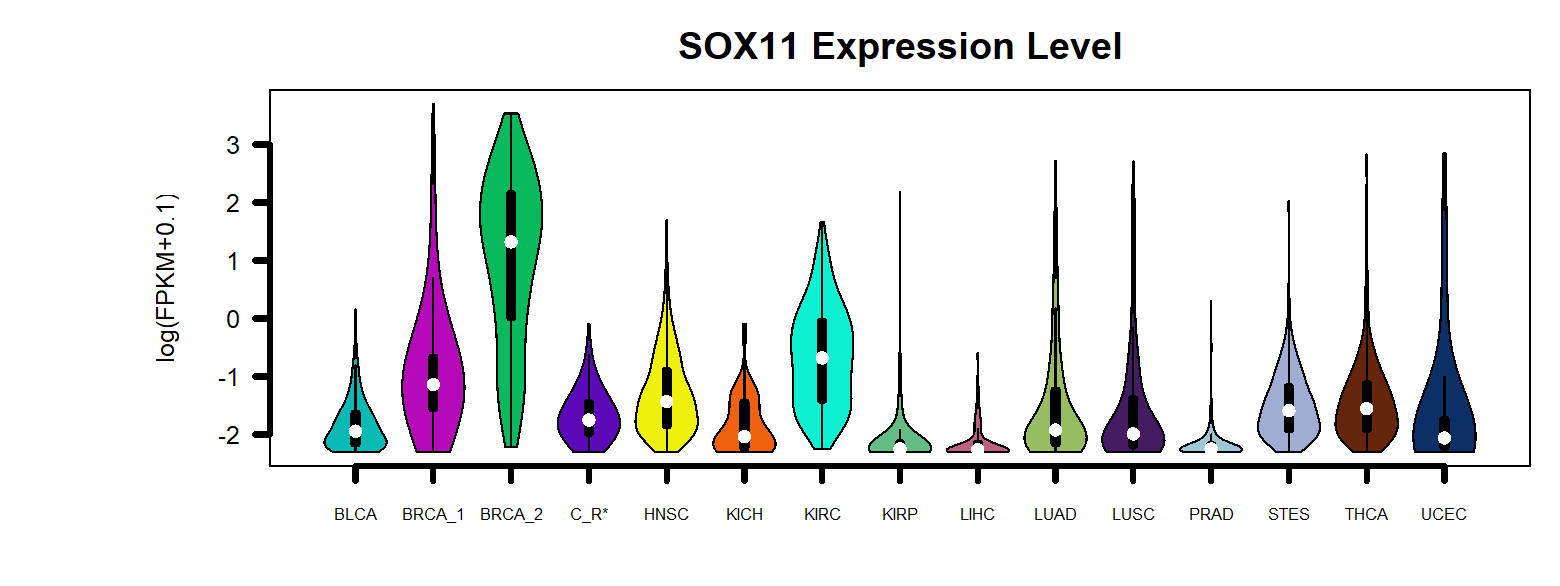 SOX11 Expression Level
log(FPKM+0.1)
3
2
1
0
-1
-2
BLCA BRCA_1 BRCA_2 C_R* HNSC KICH KIRC KIRP LIHC LUAD LUSC PRAD STES THCA UCEC